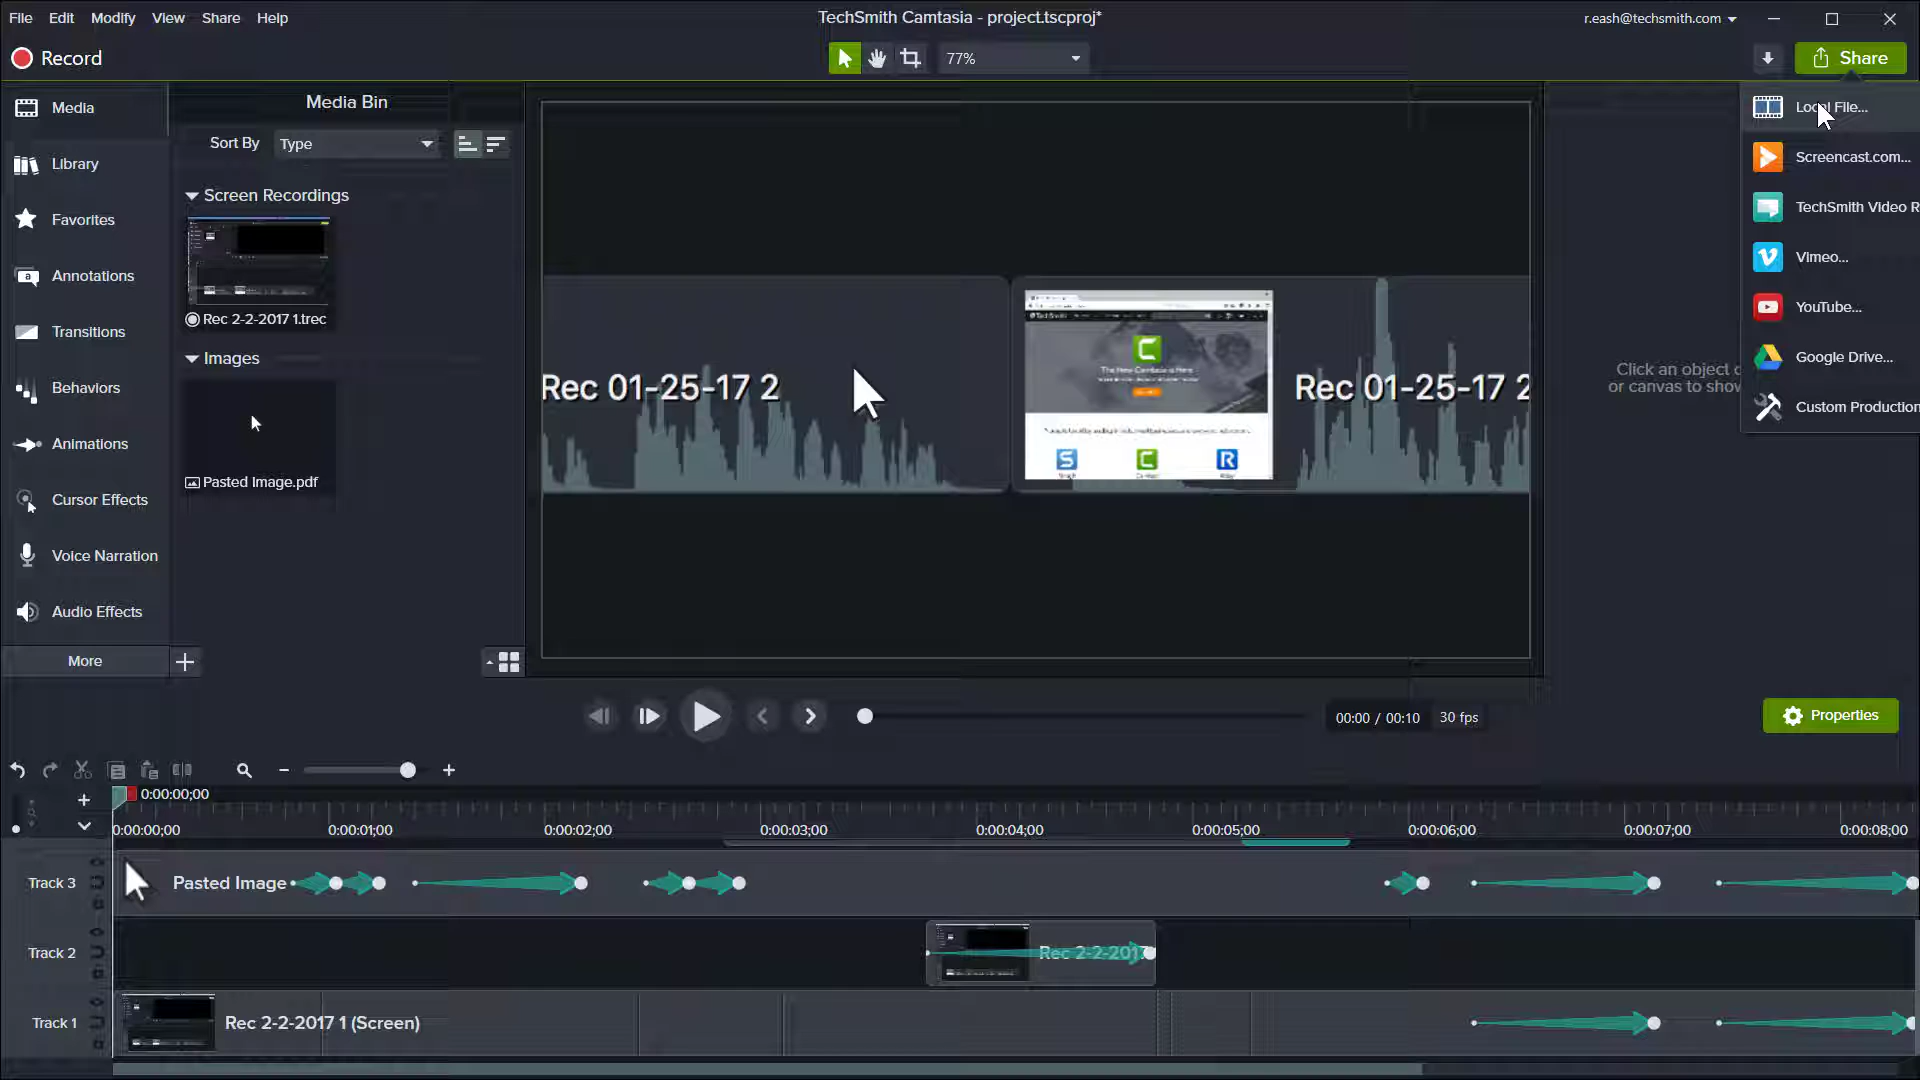 File Edit Modify View Share Help
TechSmith Camtasia - project.tscproj*
r.eash@techsmith.com
Record
77%
Share
Media
Library
Favorites
Annotations
Transitions
Behaviors
Animations
Cursor Effects
Voice Narration
Audio Effects
More
Media Bin
Sort By Type
Screen Recordings
Rec 2-2-2017 1.trec
Images
Pasted Image.pdf
Rec 01-25-17 2
The New Camtasia is Here
Rec 01-25-17 2
Local File...
Screencast.com...
TechSmith Video R
Vimeo...
YouTube...
Google Drive...
Custom Production
Click an object
or canvas to show
00:00 / 00:10 30 fps
Properties
0:00:00;00
0:00:00;00 0:00:01;00 0:00:02;00 0:00:03;00 0:00:04;00 0:00:05;00 0:00:06;00 0:00:07;00 0:00:08;00
Track 3 Pasted Image
Track 2 Rec 2-2-2017
Track 1 Rec 2-2-2017 1 (Screen)